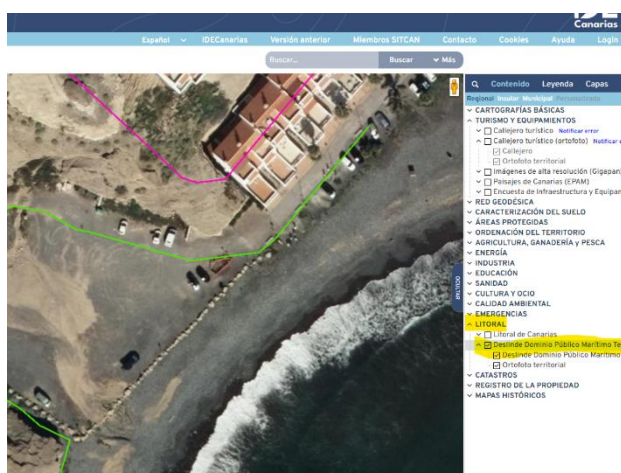 Canarias
Español IDECanarias Versión anterior Miembros SITCAN Contacto Cookies Ayuda Login
Buscar... Buscar Más
Contenido Leyenda Capas
Regional Insular Municipal
CARTOGRAFÍAS BÁSICAS
TURISMO Y EQUIPAMIENTOS
Callejero turístico Notificar error
Callejero turístico (ortofoto) Notificar e
Callejero
Ortofoto territorial
Imágenes de alta resolución (Gigapan)
Paisajes de Canarias (EPAM)
Encuesta de Infraestructura y Equipam
RED GEODÉSICA
CARACTERIZACIÓN DEL SUELO
ÁREAS PROTEGIDAS
ORDENACIÓN DEL TERRITORIO
AGRICULTURA, GANADERÍA y PESCA
ENERGÍA
INDUSTRIA
EDUCACIÓN
SANIDAD
CULTURA Y OCIO
CALIDAD AMBIENTAL
EMERGENCIAS
LITORAL
Litoral de Canarias
Deslinde Dominio Público Marítimo Te
Deslinde Dominio Público Marítimo
Ortofoto territorial
CATASTROS
REGISTRO DE LA PROPIEDAD
MAPAS HISTÓRICOS
OCULTAR